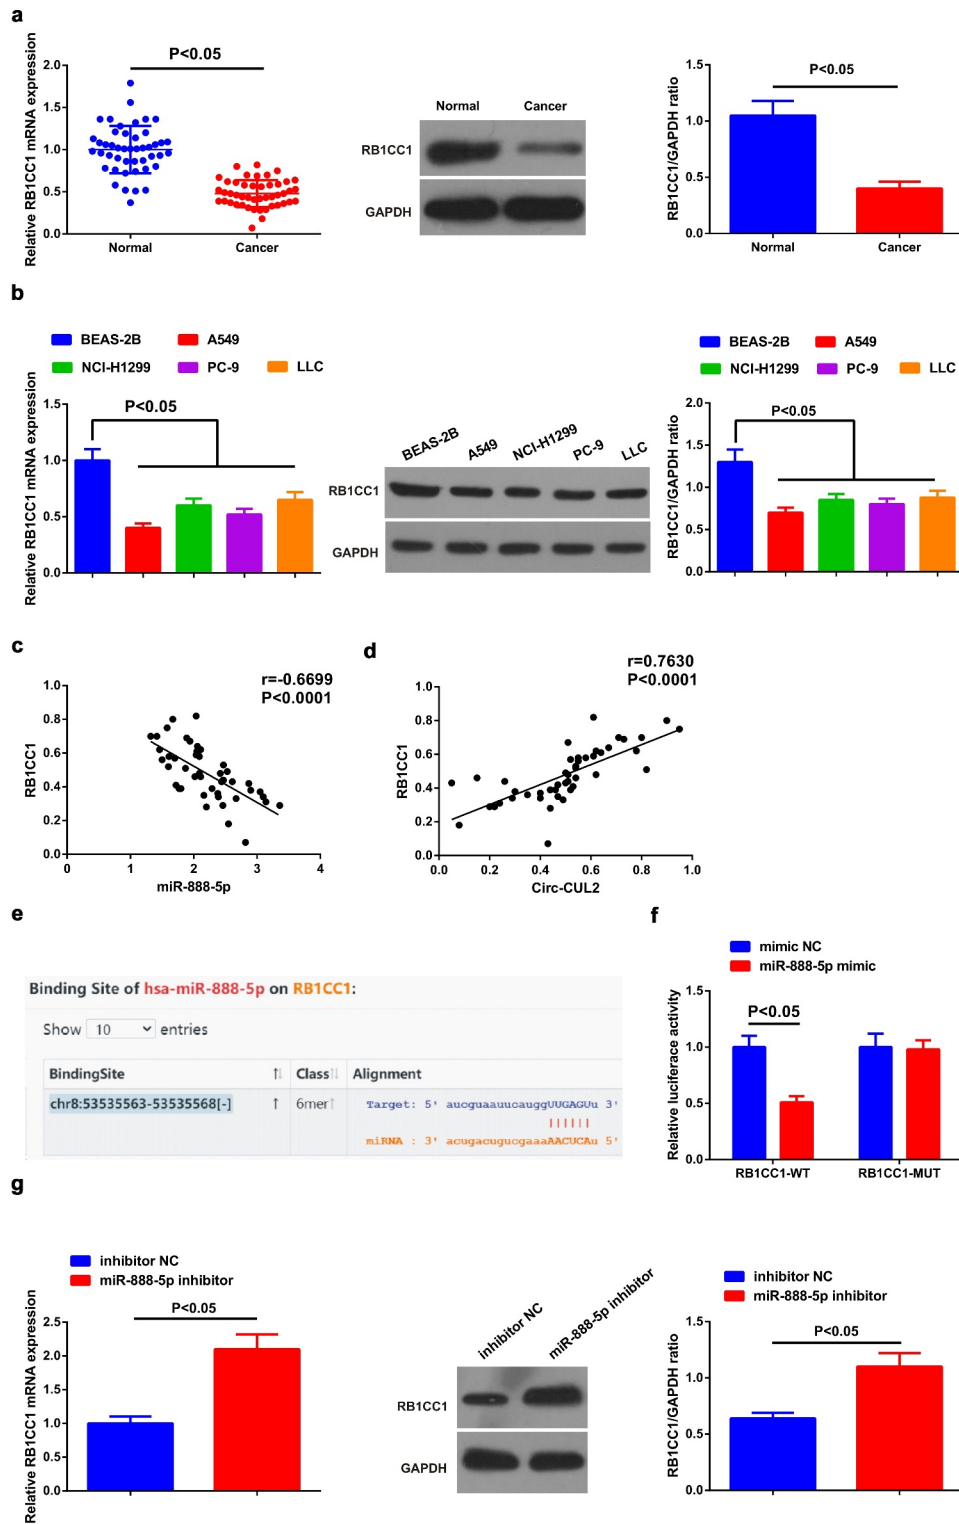 a
Relative RB1CC1 mRNA expression
2.0
1.5
1.0
0.5
0.0
P<0.05
Normal
Cancer
Normal
Cancer
RB1CC1
GAPDH
RB1CC1/GAPDH ratio
1.5
1.0
0.5
0.0
P<0.05
Normal
Cancer
b
BEAS-2B
A549
NCI-H1299
PC-9
LLC
Relative RB1CC1 mRNA expression
1.5
1.0
0.5
0.0
P<0.05
BEAS-2B
A549
NCI-H1299
PC-9
LLC
RB1CC1
GAPDH
BEAS-2B
A549
NCI-H1299
PC-9
LLC
RB1CC1/GAPDH ratio
2.0
1.5
1.0
0.5
0.0
P<0.05
c
r=-0.6699
P<0.0001
RB1CC1
1.0
0.8
0.6
0.4
0.2
0.0
0
1
2
3
4
miR-888-5p
d
r=0.7630
P<0.0001
RB1CC1
1.0
0.8
0.6
0.4
0.2
0.0
0.0
0.2
0.4
0.6
0.8
1.0
Circ-CUL2
e
Binding Site of hsa-miR-888-5p on RB1CC1:
Show 10 entries
BindingSite Class Alignment
chr8:53535563-53535568[-] 6mer Target: 5' aucguaauucauggUUGAGUu 3'
miRNA : 3' acugacugucgaaaAACUCAu 5'
f
mimic NC
miR-888-5p mimic
Relative luciferace activity
1.5
1.0
0.5
0.0
P<0.05
RB1CC1-WT
RB1CC1-MUT
g
inhibitor NC
miR-888-5p inhibitor
Relative RB1CC1 mRNA expression
2.5
2.0
1.5
1.0
0.5
0.0
P<0.05
inhibitor NC
miR-888-5p inhibitor
RB1CC1
GAPDH
inhibitor NC
miR-888-5p inhibitor
RB1CC1/GAPDH ratio
1.5
1.0
0.5
0.0
P<0.05